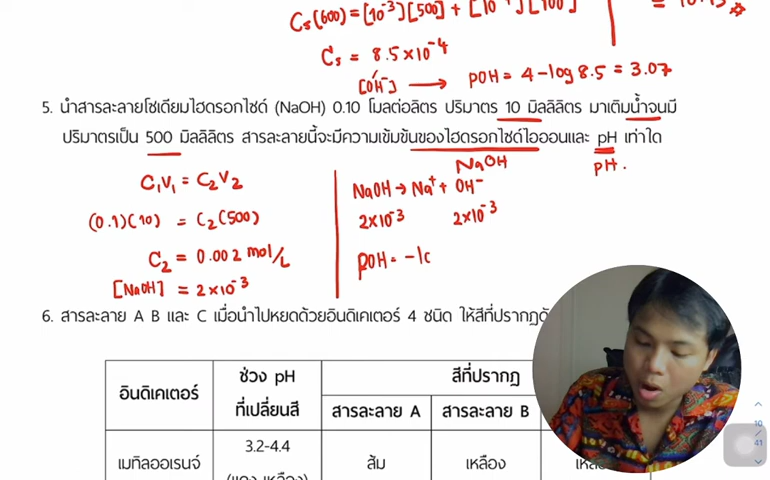 Cs(600) = [10⁻³][500] + [10
Cs = 8.5×10⁻⁴
[OH⁻] → pOH = 4-log8.5 = 3.07
5. นำสารละลายโซเดียมไฮดรอกไซด์ (NaOH) 0.10 โมลต่อลิตร ปริมาตร 10 มิลลิลิตร มาเติมน้ำจนมี
ปริมาตรเป็น 500 มิลลิลิตร สารละลายนี้จะมีความเข้มข้นของไฮดรอกไซด์ไอออนและ pH เท่าใด
NaOH
pH.
C₁V₁ = C₂V₂
(0.1)(10) = C₂(500)
C₂ = 0.002 mol/L
[NaOH] = 2×10⁻³
NaOH → Na⁺ + OH⁻
2×10⁻³ 2×10⁻³
pOH = -lo
6. สารละลาย A B และ C เมื่อนำไปหยดด้วยอินดิเคเตอร์ 4 ชนิด ให้สีที่ปรากฏ
อินดิเคเตอร์ ช่วง pH ที่เปลี่ยนสี สีที่ปรากฏ
สารละลาย A สารละลาย B
เมทิลออเรนจ์ 3.2-4.4 ส้ม เหลือง
10
/
41